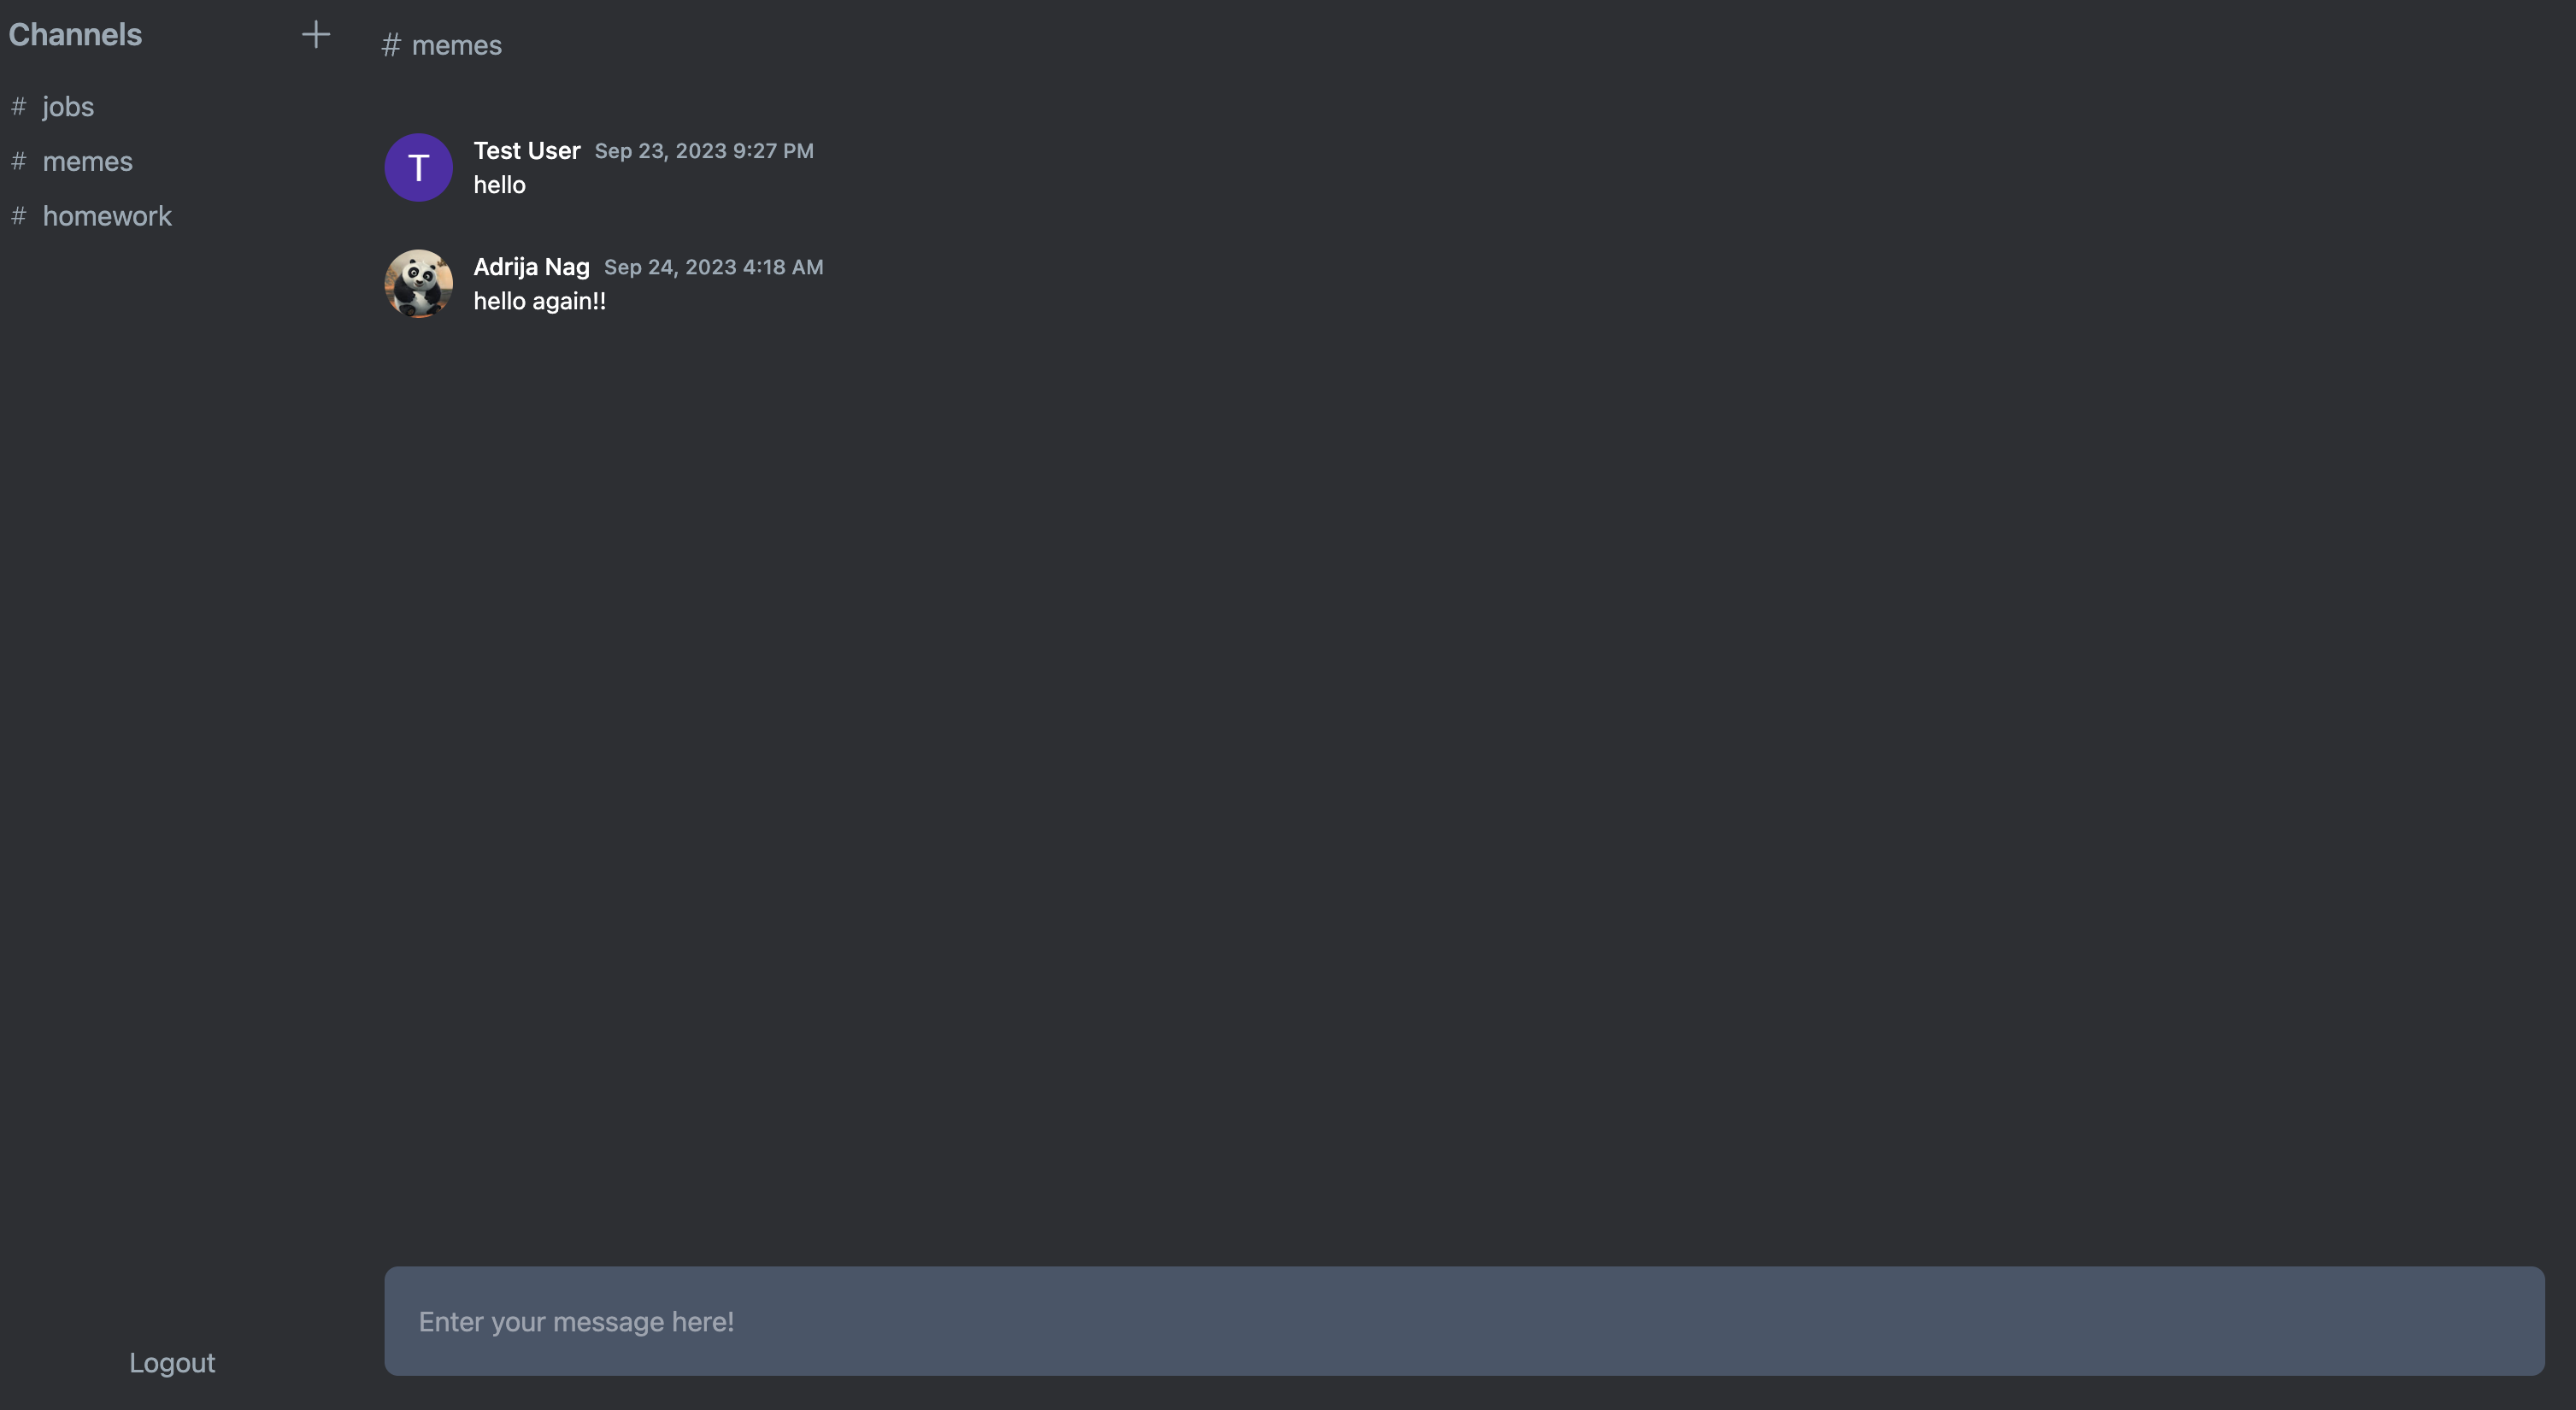 Channels
# jobs
# memes
# homework
Logout
# memes
T
Test User Sep 23, 2023 9:27 PM
hello
Adrija Nag Sep 24, 2023 4:18 AM
hello again!!
Enter your message here!